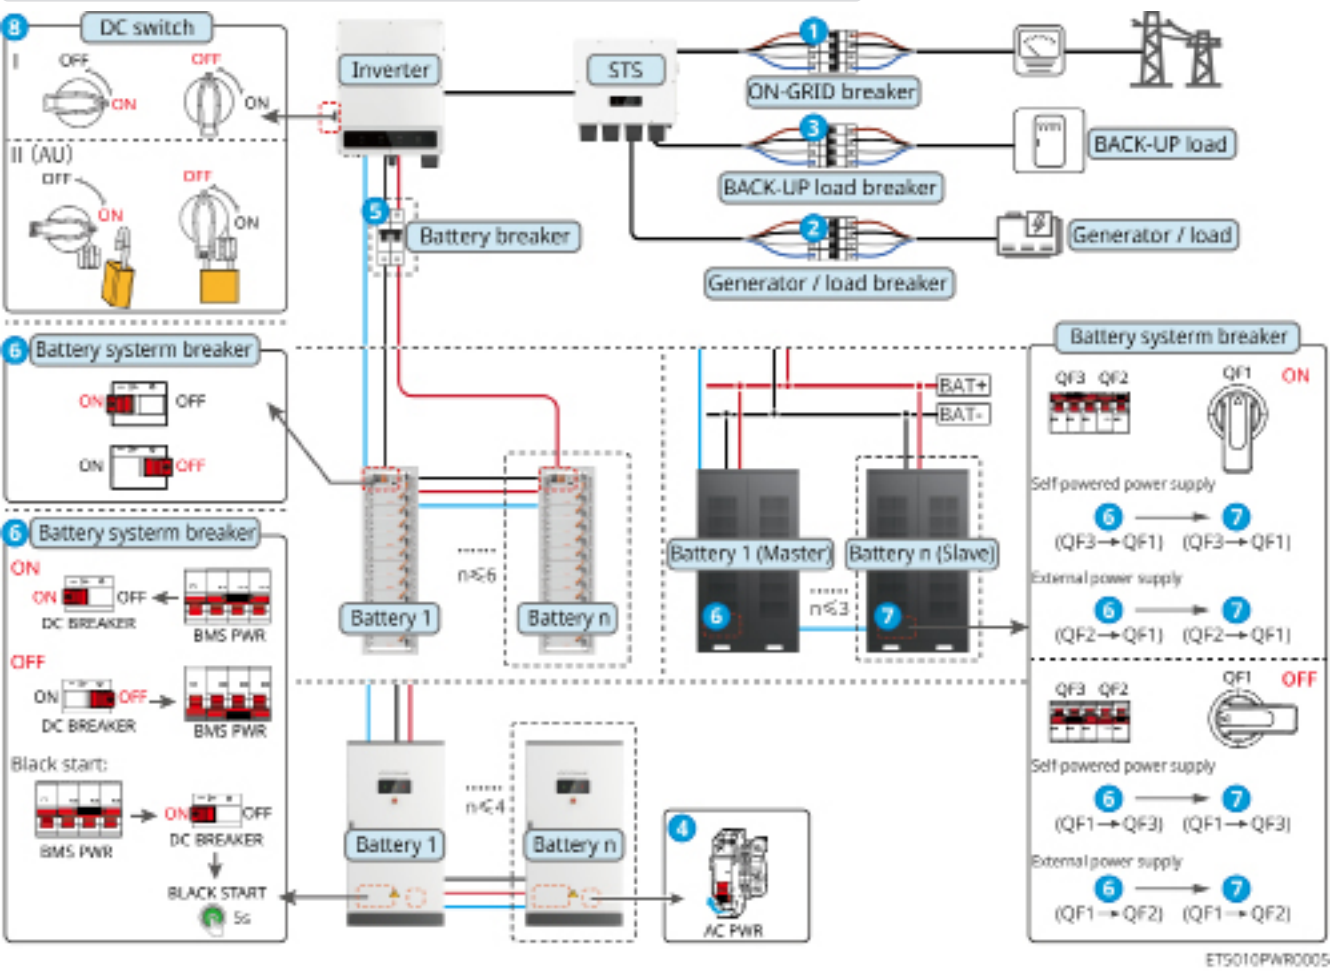 8 DC switch
I
OFF
ON
OFF
ON
II (AU)
OFF
ON
OFF
ON
Inverter
STS
1
ON-GRID breaker
3
BACK-UP load breaker
BACK-UP load
2
Generator / load breaker
Generator / load
5
Battery breaker
6 Battery systerm breaker
ON OFF
ON OFF
6 Battery systerm breaker
ON
ON OFF
DC BREAKER
BMS PWR
OFF
ON OFF
DC BREAKER
BMS PWR
Black start:
BMS PWR
ON OFF
DC BREAKER
BLACK START
5s
n≤6
Battery 1
Battery n
BAT+
BAT-
Battery 1 (Master)
Battery n (Slave)
n≤3
6
7
n≤4
Battery 1
Battery n
4
AC PWR
Battery systerm breaker
QF3 QF2
QF1 ON
Self-powered power supply
6 → 7
(QF3→QF1) (QF3→QF1)
External power supply
6 → 7
(QF2→QF1) (QF2→QF1)
QF3 QF2
QF1 OFF
Self-powered power supply
6 → 7
(QF1→QF3) (QF1→QF3)
External power supply
6 → 7
(QF1→QF2) (QF1→QF2)
ETS010PWR0005